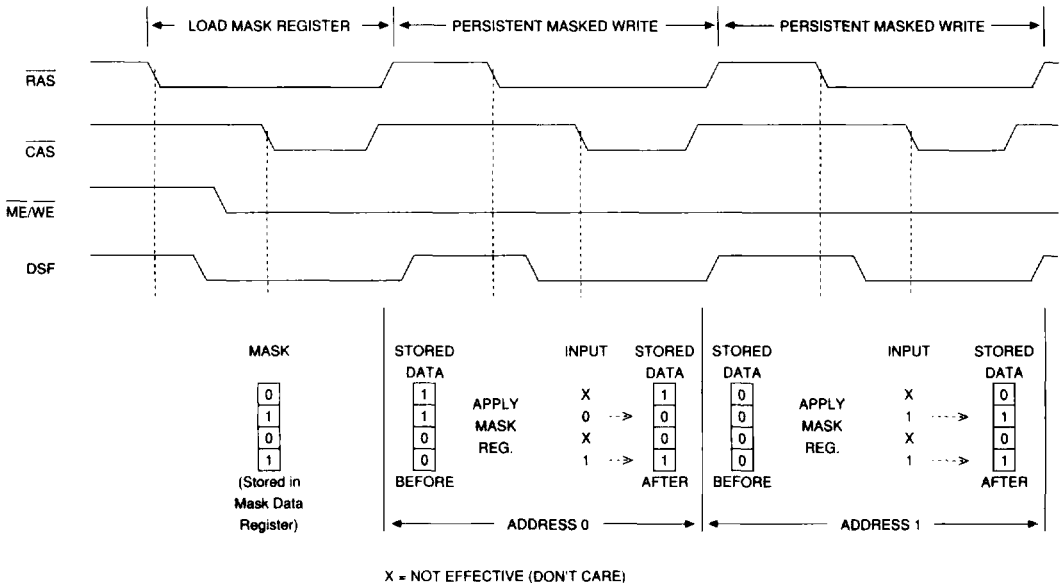 LOAD MASK REGISTER PERSISTENT MASKED WRITE PERSISTENT MASKED WRITE
RAS
CAS
ME/WE
DSF
MASK STORED INPUT STORED STORED INPUT STORED
DATA DATA DATA DATA
0 1 X 1 0 X 0
1 1 APPLY 0 0 0 APPLY 1 1
0 0 MASK X 0 0 MASK X 0
1 0 REG. 1 1 0 REG. 1 1
(Stored in BEFORE AFTER BEFORE AFTER
Mask Data
Register) ADDRESS 0 ADDRESS 1
X = NOT EFFECTIVE (DON'T CARE)